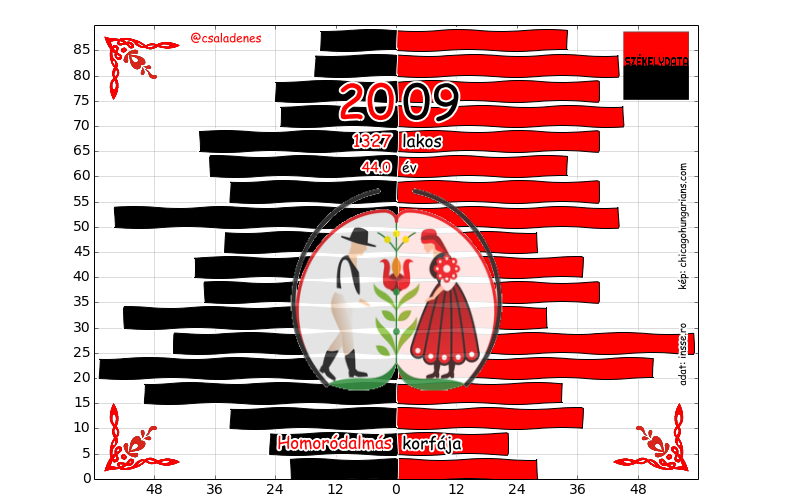 @csaladenes
SZÉKELYDATA
2009
1327 lakos
44.0 év
kép: chicagohungarians.com
adat: insse.ro
Homoródalmás korfája
85
80
75
70
65
60
55
50
45
40
35
30
25
20
15
10
5
0
48 36 24 12 0 12 24 36 48